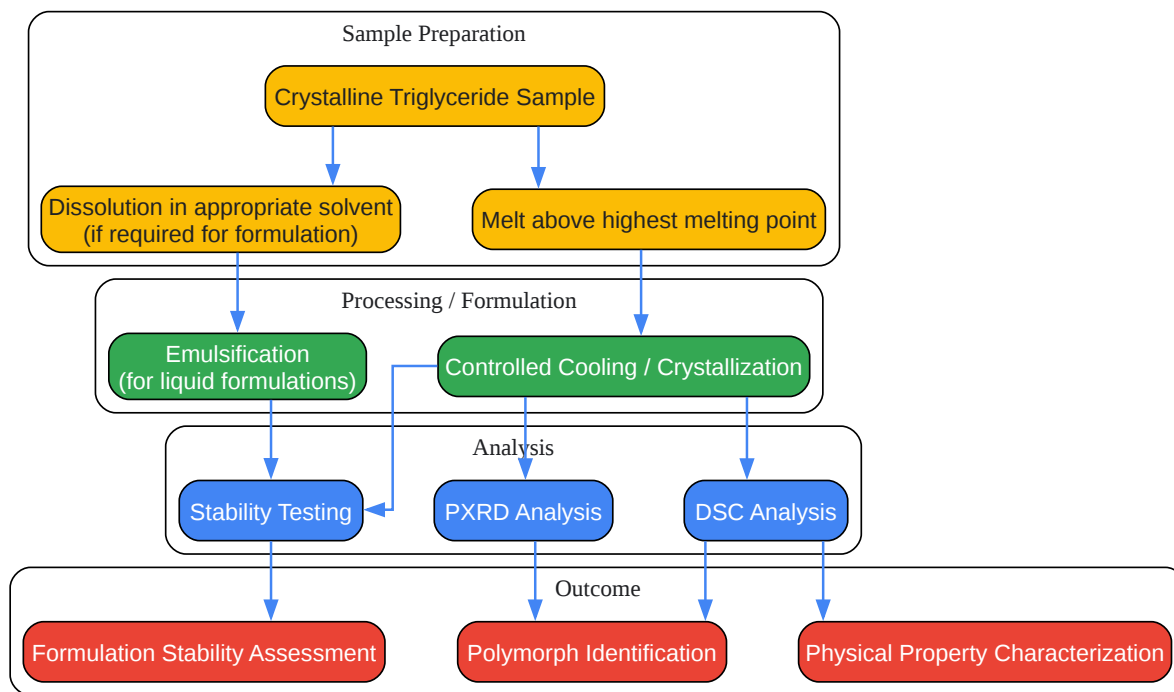 Sample Preparation
Crystalline Triglyceride Sample
Dissolution in appropriate solvent
(if required for formulation)
Melt above highest melting point
Processing / Formulation
Emulsification
(for liquid formulations)
Controlled Cooling / Crystallization
Analysis
Stability Testing
PXRD Analysis
DSC Analysis
Outcome
Formulation Stability Assessment
Polymorph Identification
Physical Property Characterization